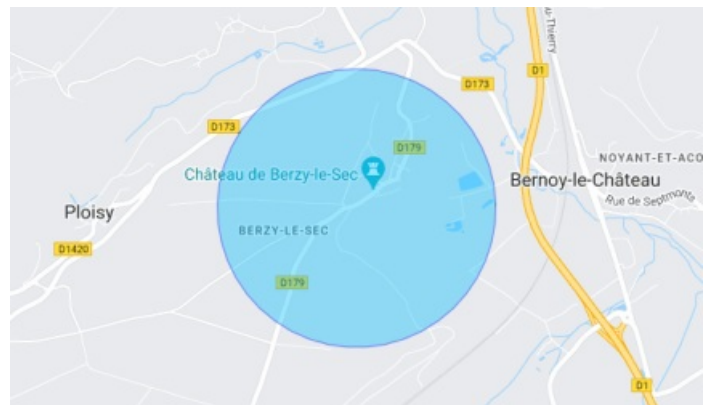 au-Thierry
D1
D173
D173
D179
NOYANT-ET-ACO
Château de Berzy-le-Sec
Bernoy-le-Château
Rue de Septmonts
Ploisy
BERZY-LE-SEC
D1420
D179
D1